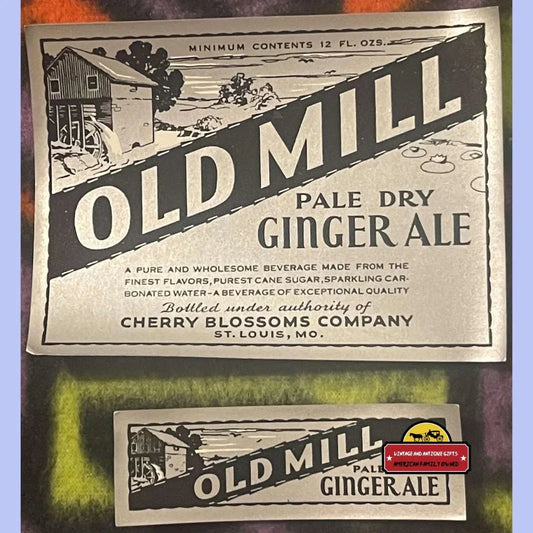 MINIMUM CONTENTS 12 FL. OZS.
OLD MILL
PALE DRY
GINGER ALE
A PURE AND WHOLESOME BEVERAGE MADE FROM THE
FINEST FLAVORS, PUREST CANE SUGAR, SPARKLING CAR-
BONATED WATER-A BEVERAGE OF EXCEPTIONAL QUALITY
Bottled under authority of
CHERRY BLOSSOMS COMPANY
ST. LOUIS, MO.
OLD MILL
PALE
GINGER ALE
VINTAGE AND ANTIQUE GIFTS
AMERICAN FAMILY OWNED